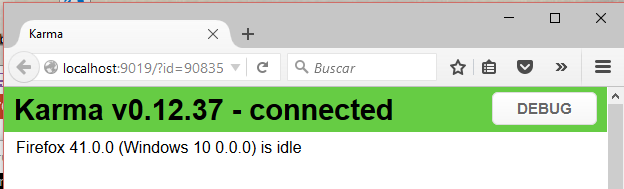 Karma
localhost:9019/?id=90835
Buscar
Karma v0.12.37 - connected
DEBUG
Firefox 41.0.0 (Windows 10 0.0.0) is idle